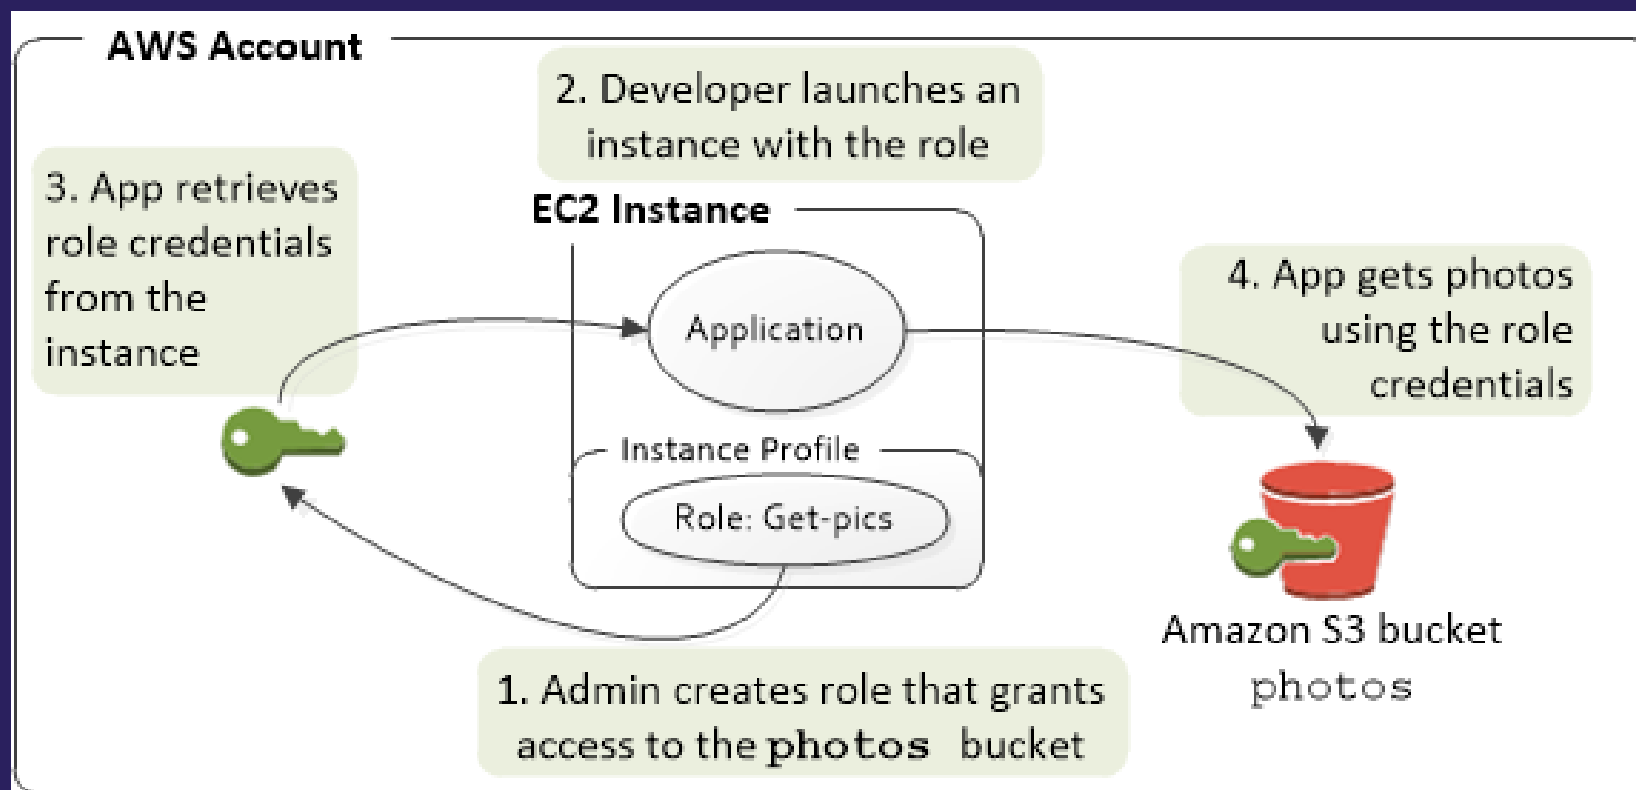 AWS Account
2. Developer launches an
instance with the role
3. App retrieves
role credentials
from the
instance
EC2 Instance
Application
4. App gets photos
using the role
credentials
Instance Profile
Role: Get-pics
Amazon S3 bucket
photos
1. Admin creates role that grants
access to the photos bucket